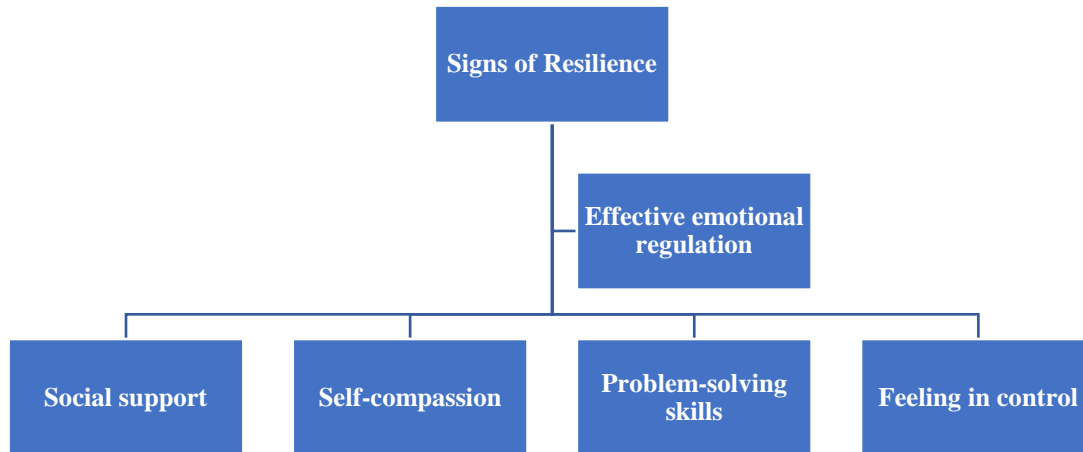 Signs of Resilience
Effective emotional
regulation
Social support
Self-compassion
Problem-solving
skills
Feeling in control